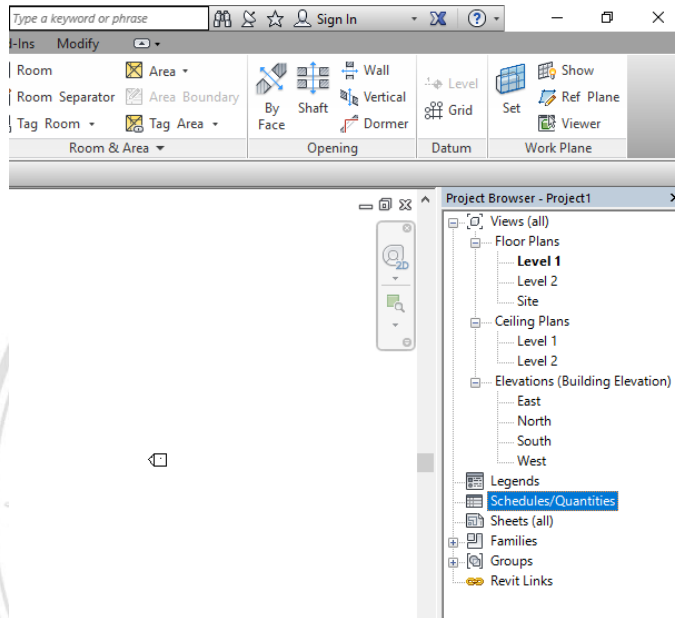 Type a keyword or phrase Sign In
d-Ins Modify
Room Area Wall Show
Room Separator Area Boundary By Face Shaft Vertical Level Set Ref Plane
Tag Room Tag Area Dormer Grid Viewer
Room & Area Opening Datum Work Plane
Project Browser - Project1
Views (all)
2D
Floor Plans
Level 1
Level 2
Site
Ceiling Plans
Level 1
Level 2
Elevations (Building Elevation)
East
North
South
West
Legends
Schedules/Quantities
Sheets (all)
Families
Groups
Revit Links